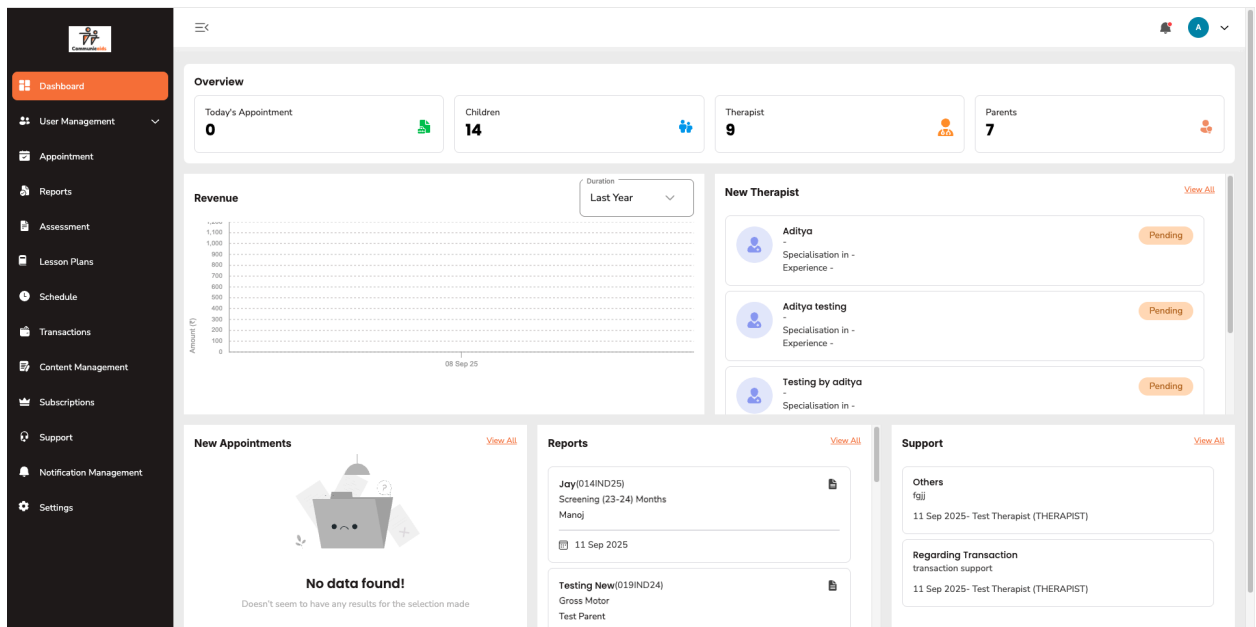 Communickids
Dashboard
User Management
Appointment
Reports
Assessment
Lesson Plans
Schedule
Transactions
Content Management
Subscriptions
Support
Notification Management
Settings
A
Overview
Today's Appointment
0
Children
14
Therapist
9
Parents
7
Revenue
Duration
Last Year
Amount (₹)
1,200
1,100
1,000
900
800
700
600
500
400
300
200
100
0
08 Sep 25
New Therapist
View All
Aditya
Pending
-
Specialisation in -
Experience -
Aditya testing
Pending
-
Specialisation in -
Experience -
Testing by aditya
Pending
-
Specialisation in -
New Appointments
View All
?
No data found!
Doesn't seem to have any results for the selection made
Reports
View All
Jay(014IND25)
Screening (23-24) Months
Manoj
11 Sep 2025
Testing New(019IND24)
Gross Motor
Test Parent
Support
View All
Others
fgjj
11 Sep 2025- Test Therapist (THERAPIST)
Regarding Transaction
transaction support
11 Sep 2025- Test Therapist (THERAPIST)